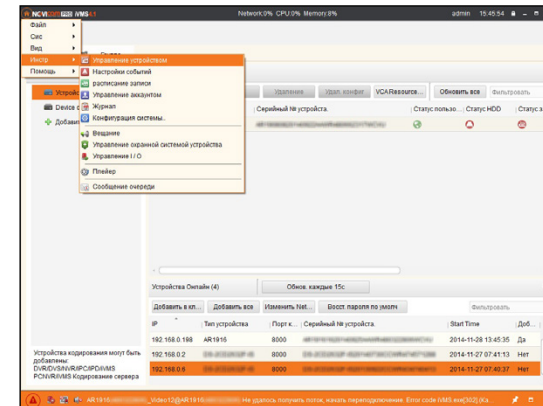 Network:0% CPU:0% Memory:8% admin 15:45:54
Файл
Сис
Вид
Инстр
Помощь
Управление устройством
Настройки событий
расписание записи
Управление аккаунтом
Журнал
Конфигурация системы.
Вещание
Управление охранной системой устройства
Управление I / O
Плейер
Сообщение очереди
Удаление Удал. конфиг VCAResource... Обновить все Фильтровать
Серийный № устройста. Статус пользо... Статус HDD Статус з
Устройства Онлайн (4) Обнов. каждые 15с
Добавить в кл... Добавить все Изменить Net... Восст. пароля по умолч Фильтровать.
IP Тип устройства Порт к... Серийный № устройста. Start Time Доб...
192.168.0.198 AR1916 8000 2014-11-28 13:45:35 Да
192.168.0.2 8000 2014-11-27 07:41:13 Нет
192.168.0.6 8000 2014-11-27 07:40:37 Нет
Устройства кодирования могут быть
добавлены:
DVR/DVS/NVR/IPC/IPD/iVMS
PCNVR/iVMS Кодирование сервера
AR1916 _Video12@AR1916 Не удалось получить поток, начать переподключение. Error code iVMS.exe[302].(Ка...